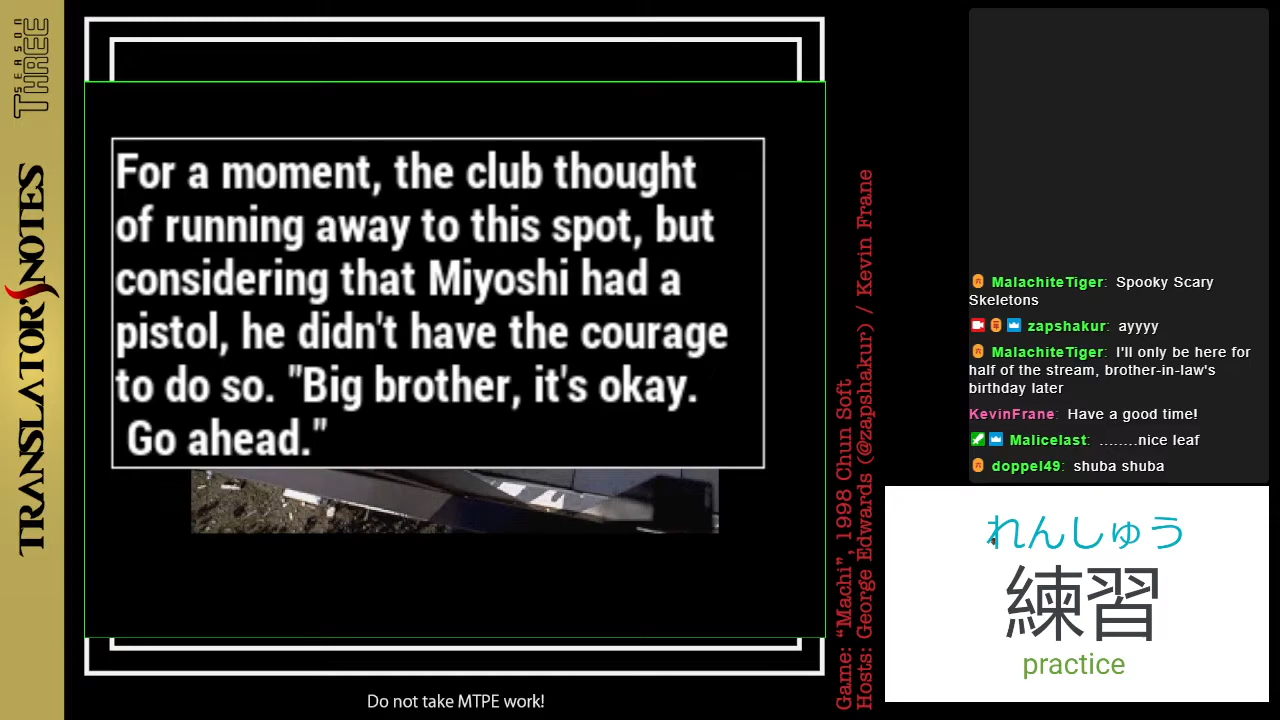 SEASON
THREE
TRANSLATOR'S NOTES
For a moment, the club thought
of running away to this spot, but
considering that Miyoshi had a
pistol, he didn't have the courage
to do so. "Big brother, it's okay.
Go ahead."
Do not take MTPE work!
Game: "Machi", 1998 Chun Soft
Hosts: George Edwards (@zapshakur) / Kevin Frane
MalachiteTiger: Spooky Scary
Skeletons
zapshakur: ayyyy
MalachiteTiger: I'll only be here for
half of the stream, brother-in-law's
birthday later
KevinFrane: Have a good time!
Malicelast: ........nice leaf
doppel49: shuba shuba
れんしゅう
練習
practice